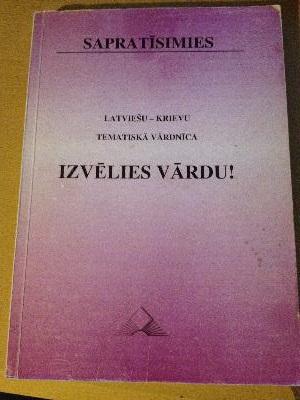 SAPRATĪSIMIES
LATVIEŠU – KRIEVU
TEMATISKĀ VĀRDNĪCA
IZVĒLIES VĀRDU!